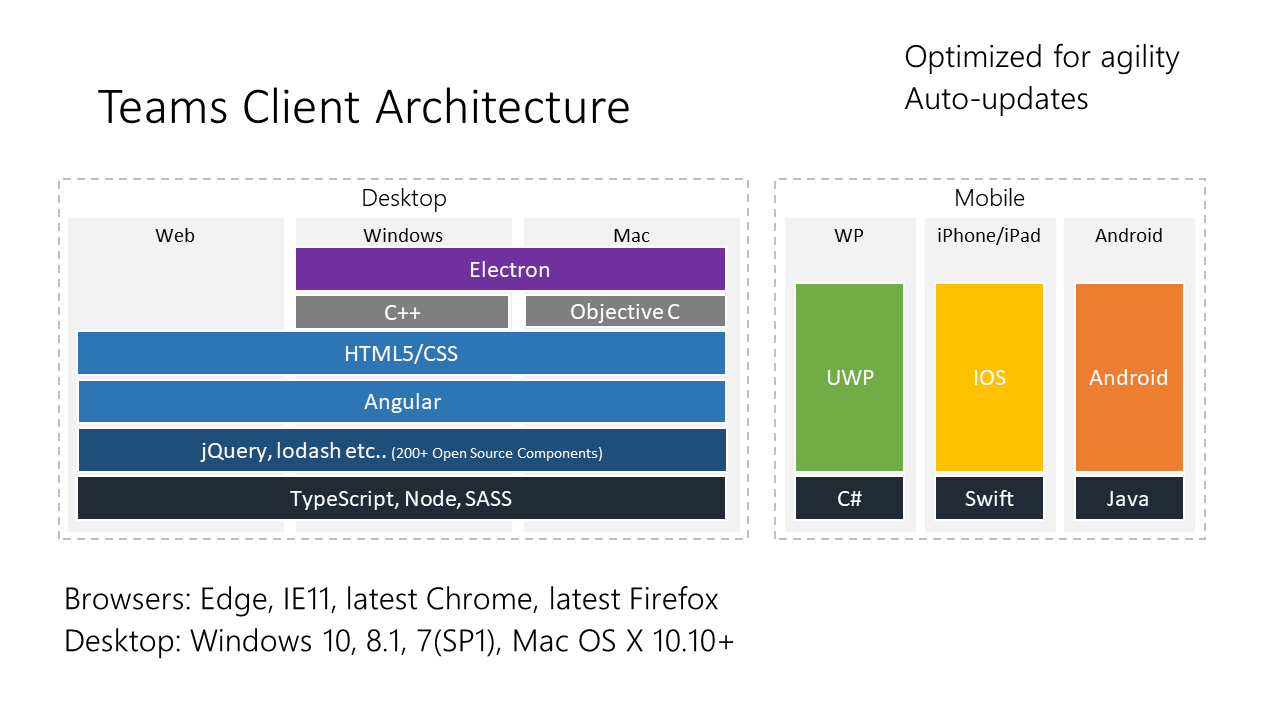 Optimized for agility
Auto-updates
Teams Client Architecture
Desktop
Web
Windows
Mac
Electron
C++
Objective C
HTML5/CSS
Angular
jQuery, lodash etc.. (200+ Open Source Components)
TypeScript, Node, SASS
Mobile
WP
iPhone/iPad
Android
UWP
IOS
Android
C#
Swift
Java
Browsers: Edge, IE11, latest Chrome, latest Firefox
Desktop: Windows 10, 8.1, 7(SP1), Mac OS X 10.10+